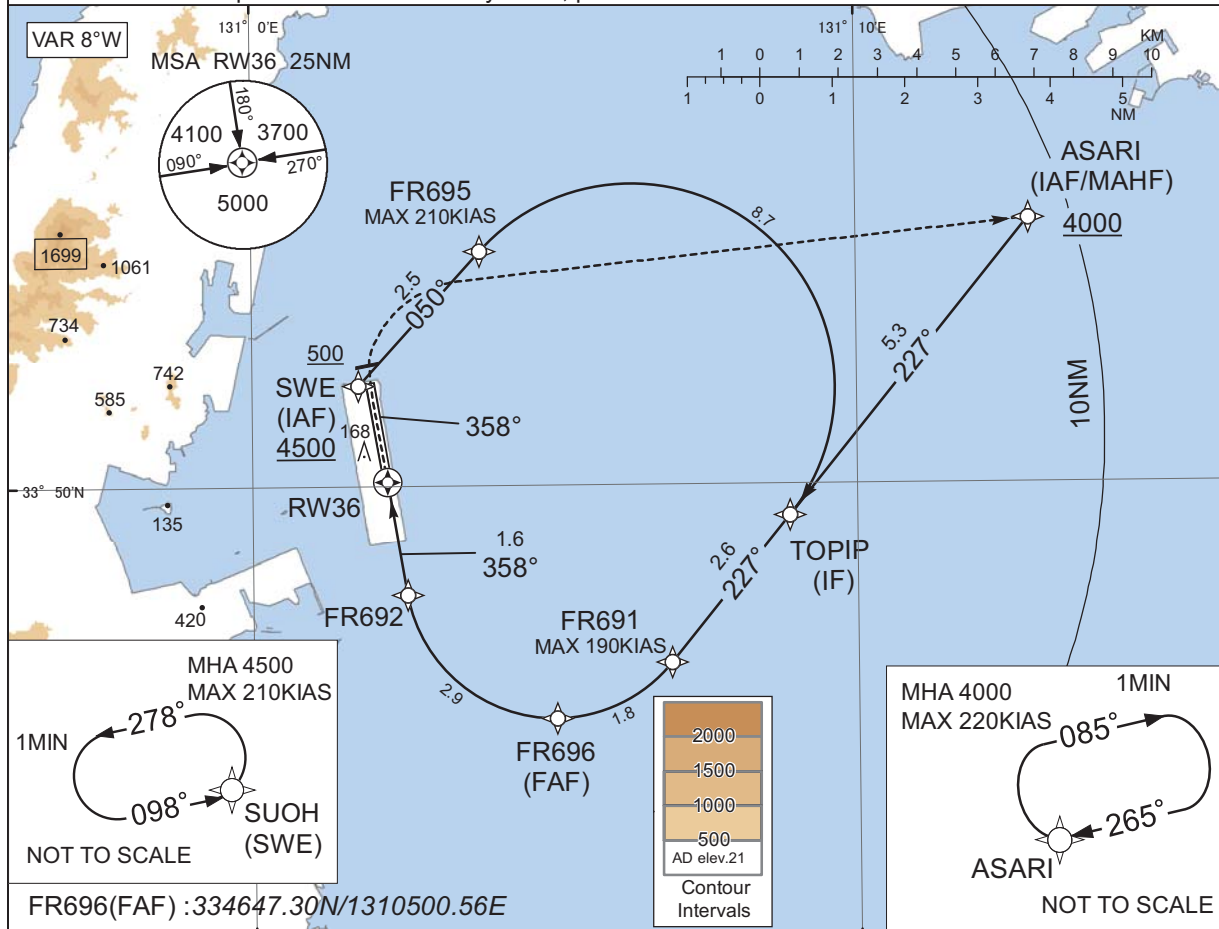 VAR 8°W
131° 0'E
131° 10'E
MSA RW36 25NM
180°
4100
3700
090°
270°
5000
1 0 1 2 3 4 5 6 7 8 9 10
KM
1 0 1 2 3 4 5
NM
ASARI
(IAF/MAHF)
4000
FR695
MAX 210KIAS
8.7
1699
1061
734
742
585
2.5
050°
5.3
227°
10NM
500
SWE
(IAF)
4500
168
358°
33° 50'N
RW36
135
1.6
358°
TOPIP
(IF)
2.6
227°
FR692
FR691
MAX 190KIAS
420
2.9
1.8
FR696
(FAF)
MHA 4500
MAX 210KIAS
1MIN
278°
098°
SUOH
(SWE)
NOT TO SCALE
2000
1500
1000
500
AD elev.21
Contour
Intervals
MHA 4000
MAX 220KIAS
1MIN
085°
265°
ASARI
NOT TO SCALE
FR696(FAF) :334647.30N/1310500.56E